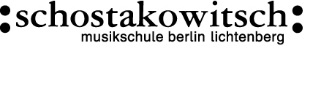 :schostakowitsch:
musikschule berlin lichtenberg